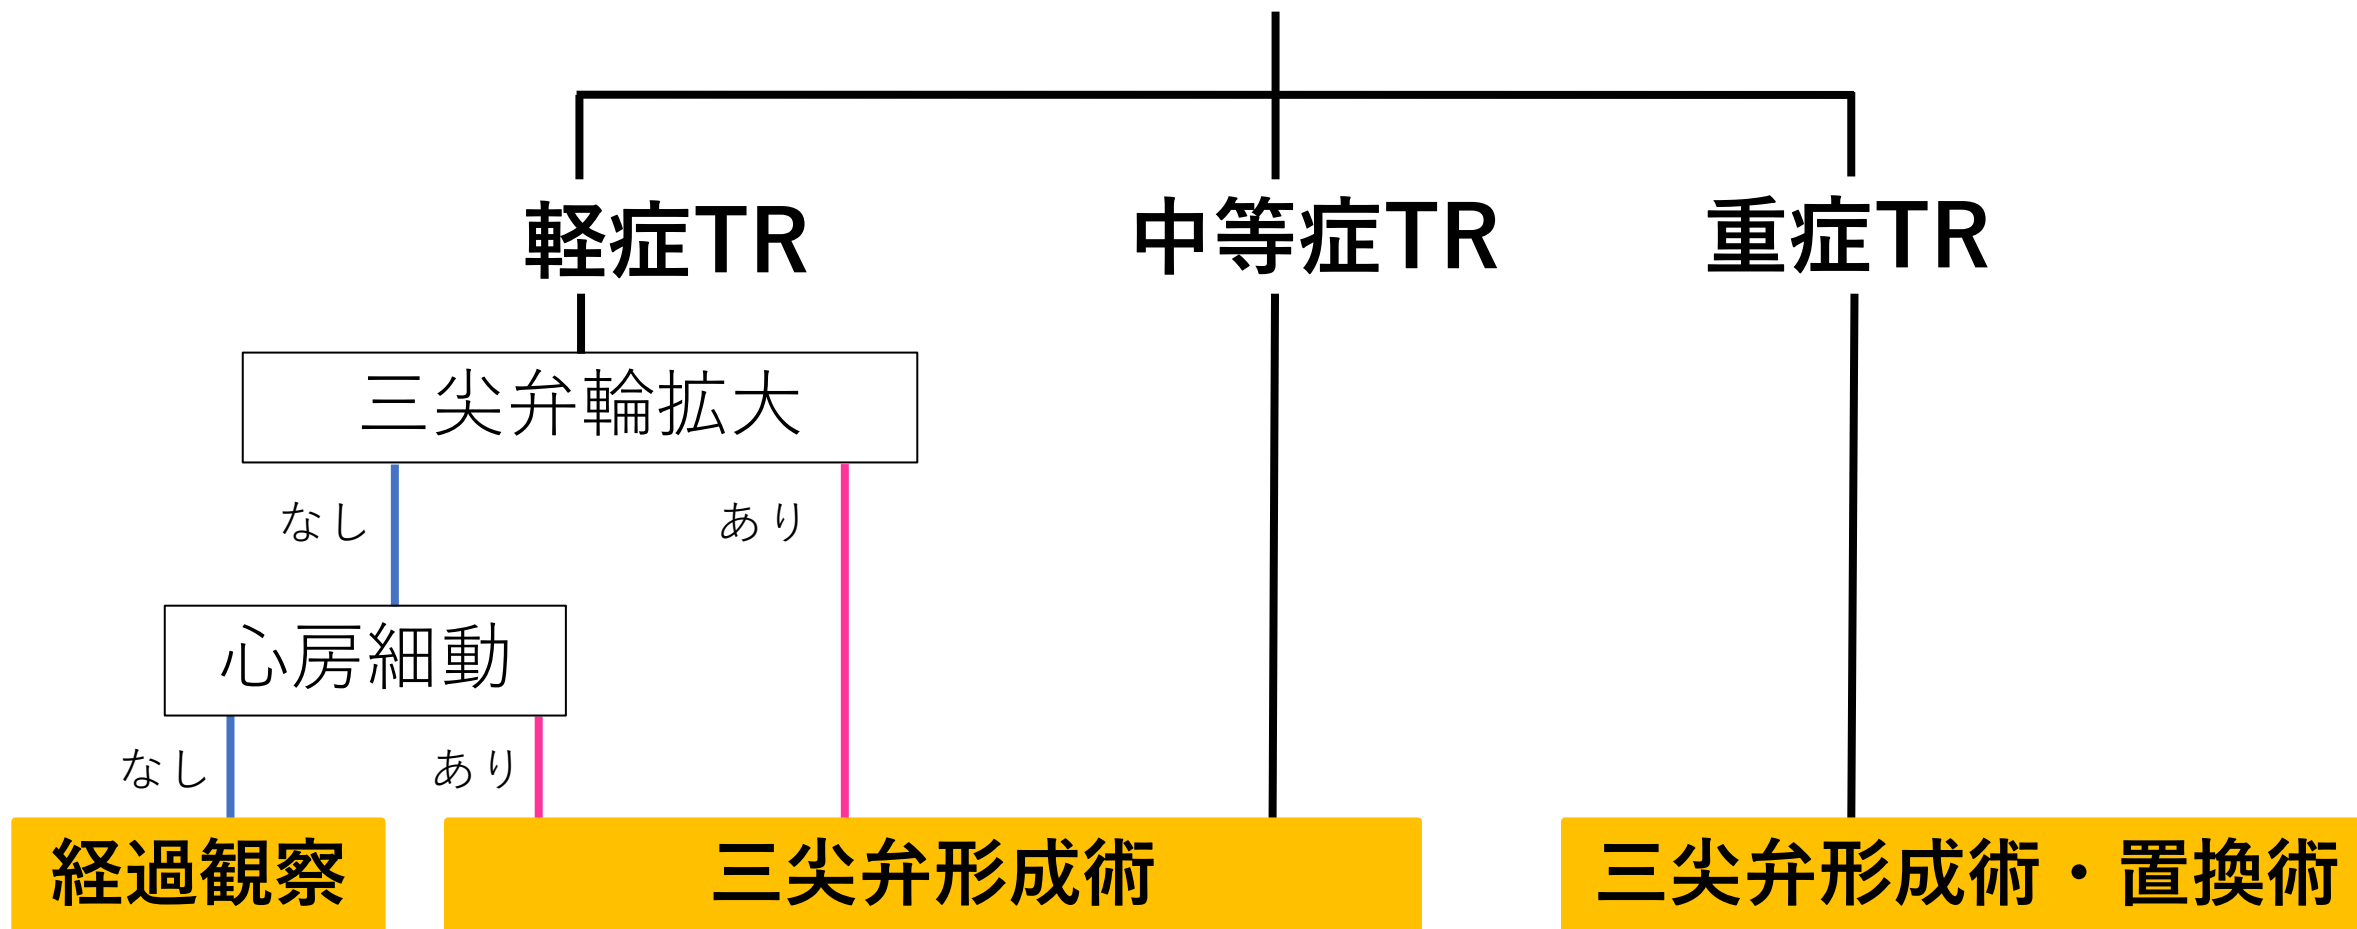 軽症TR
中等症TR
重症TR
三尖弁輪拡大
なし
あり
心房細動
なし
あり
経過観察
三尖弁形成術
三尖弁形成術・置換術